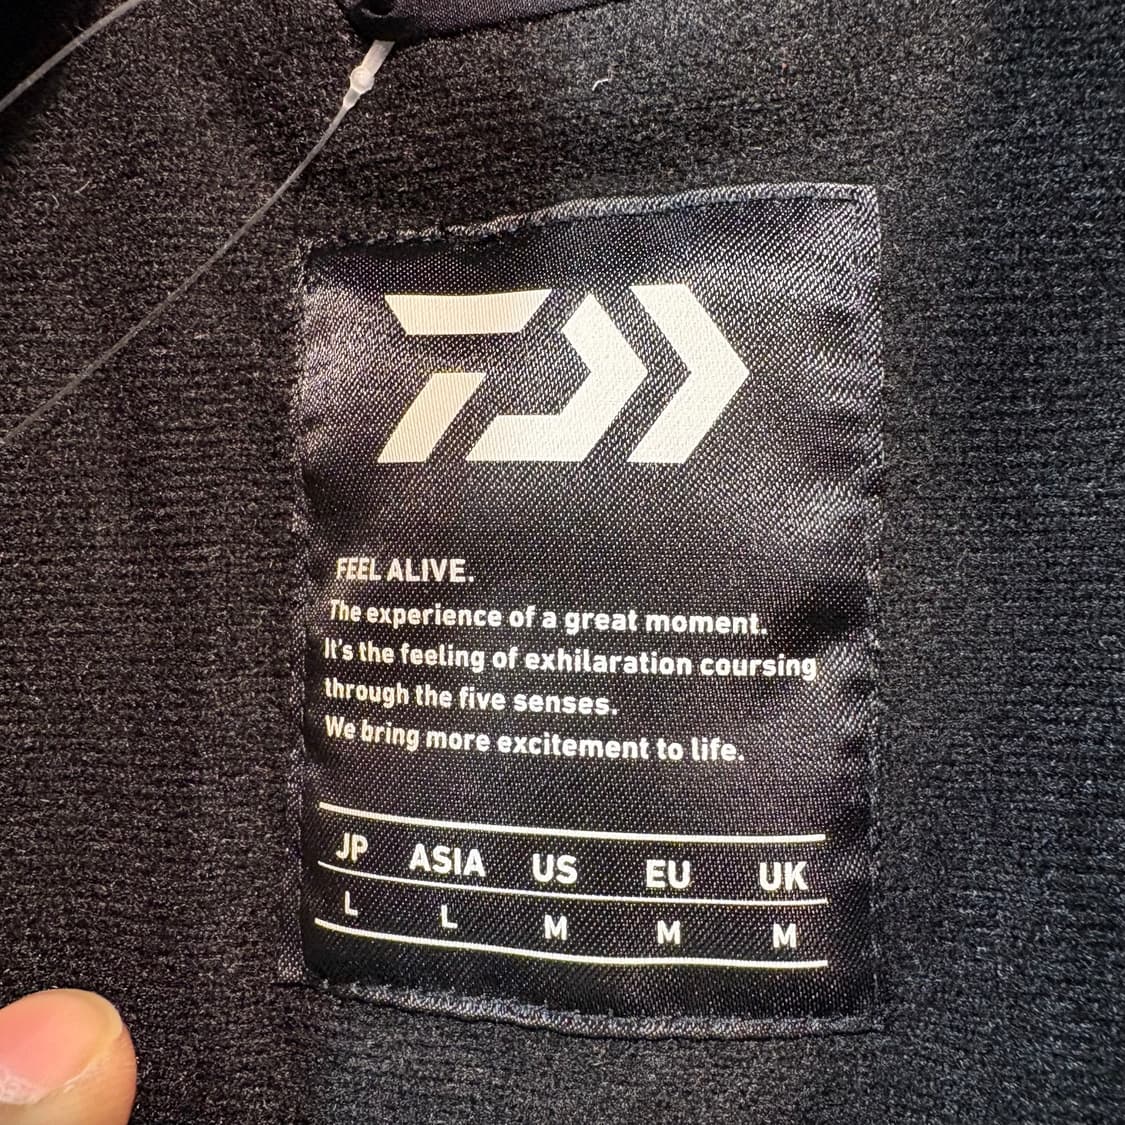 FEEL ALIVE.
The experience of a great moment.
It's the feeling of exhilaration coursing
through the five senses.
We bring more excitement to life.
JP ASIA US EU UK
L L M M M